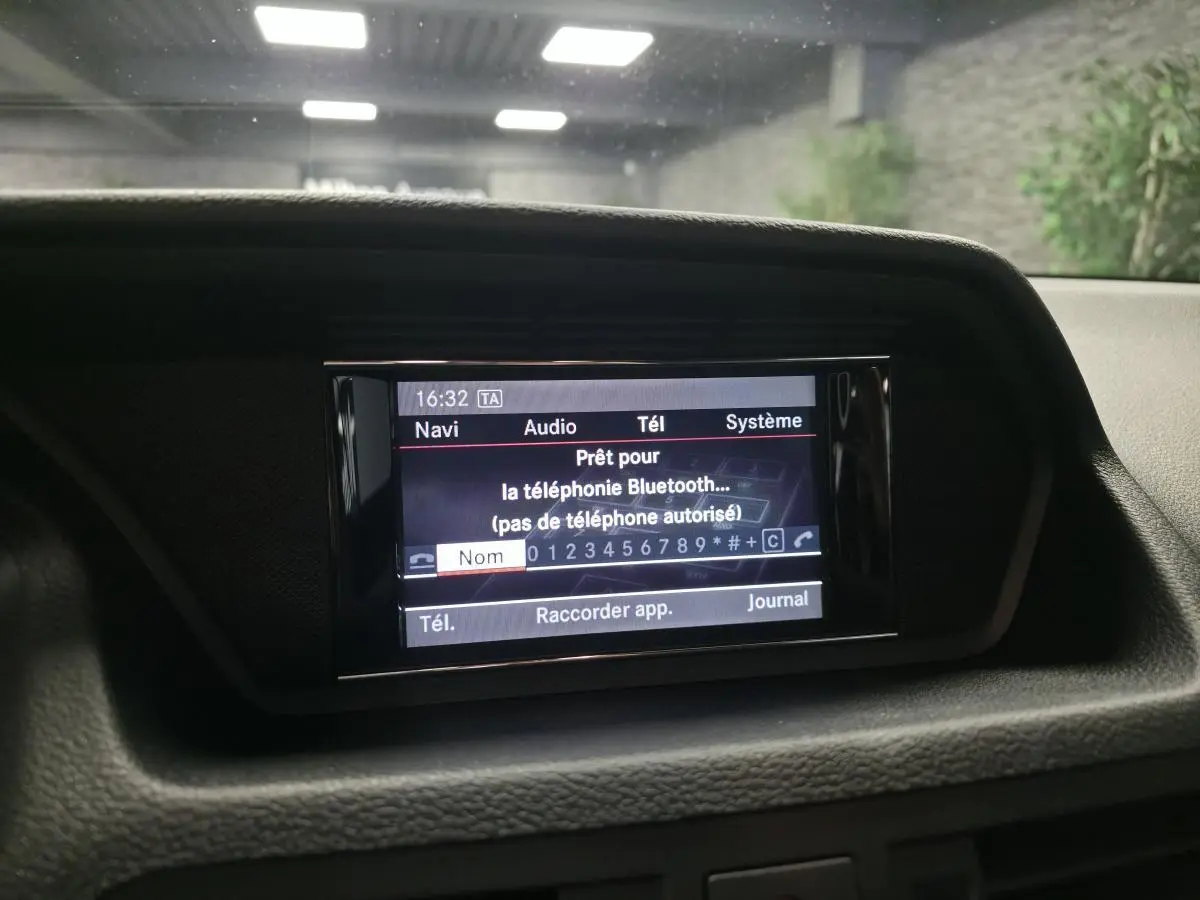 16:32 TA
Navi Audio Tél Système
Prêt pour
la téléphonie Bluetooth...
(pas de téléphone autorisé)
Nom 0 1 2 3 4 5 6 7 8 9 * # + C
Tél. Raccorder app. Journal